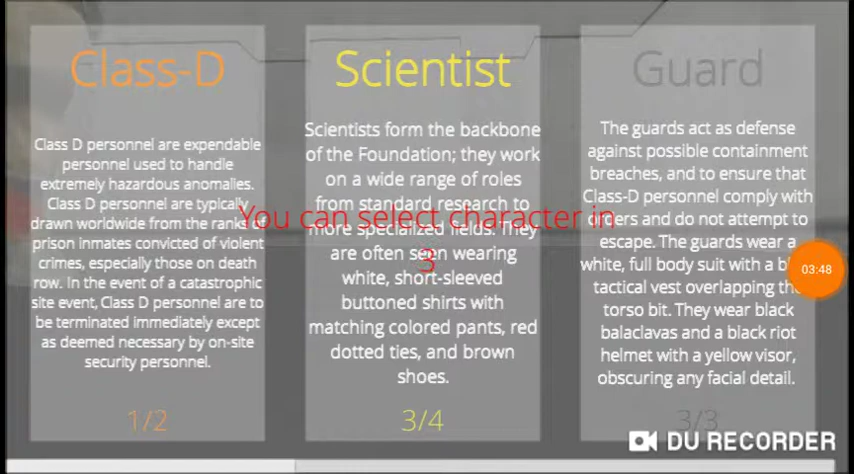 Class-D
Class D personnel are expendable
personnel used to handle
extremely hazardous anomalies.
Class D personnel are typically
drawn worldwide from the ranks of
prison inmates convicted of violent
crimes, especially those on death
row. In the event of a catastrophic
site event, Class D personnel are to
be terminated immediately except
as deemed necessary by on-site
security personnel.
1/2
Scientist
Scientists form the backbone
of the Foundation; they work
on a wide range of roles
from standard research to
more specialized fields. They
are often seen wearing
white, short-sleeved
buttoned shirts with
matching colored pants, red
dotted ties, and brown
shoes.
3/4
Guard
The guards act as defense
against possible containment
breaches, and to ensure that
Class-D personnel comply with
orders and do not attempt to
escape. The guards wear a
white, full body suit with a
tactical vest overlapping the
torso bit. They wear black
balaclavas and a black riot
helmet with a yellow visor,
obscuring any facial detail.
3/3
You can select character in
3
03:48
DU RECORDER